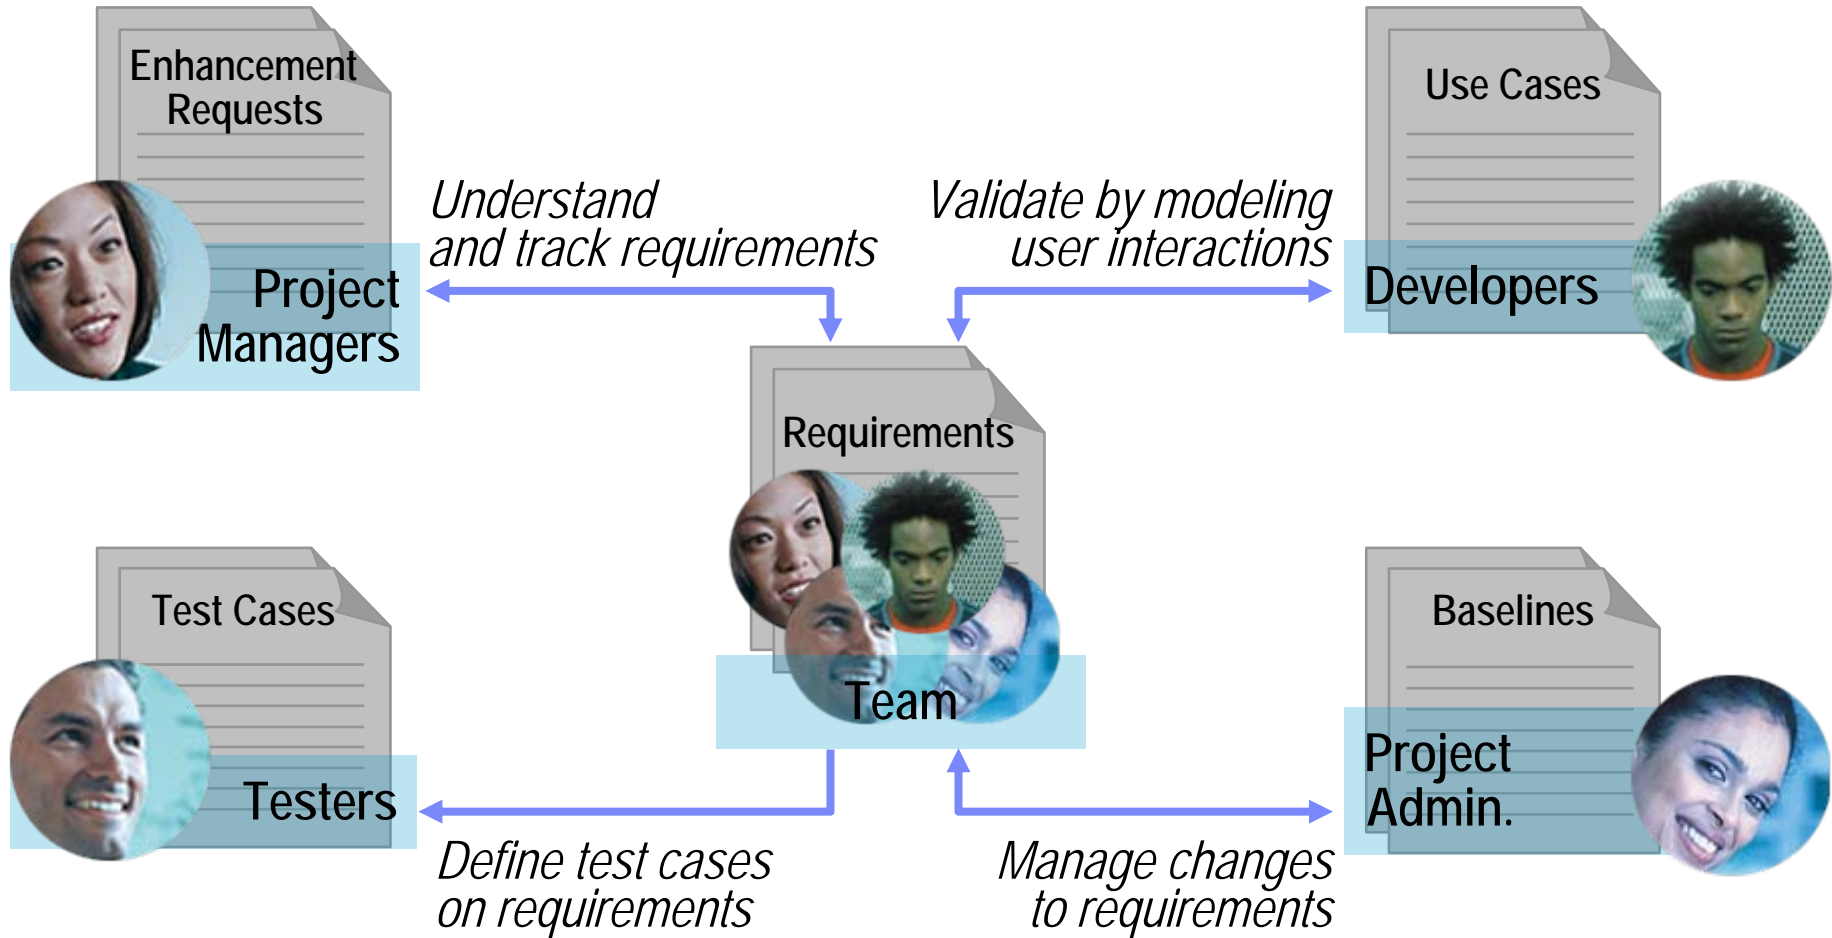 Enhancement
Requests
Project
Managers
Understand
and track requirements
Validate by modeling
user interactions
Use Cases
Developers
Requirements
Team
Test Cases
Testers
Define test cases
on requirements
Manage changes
to requirements
Baselines
Project
Admin.